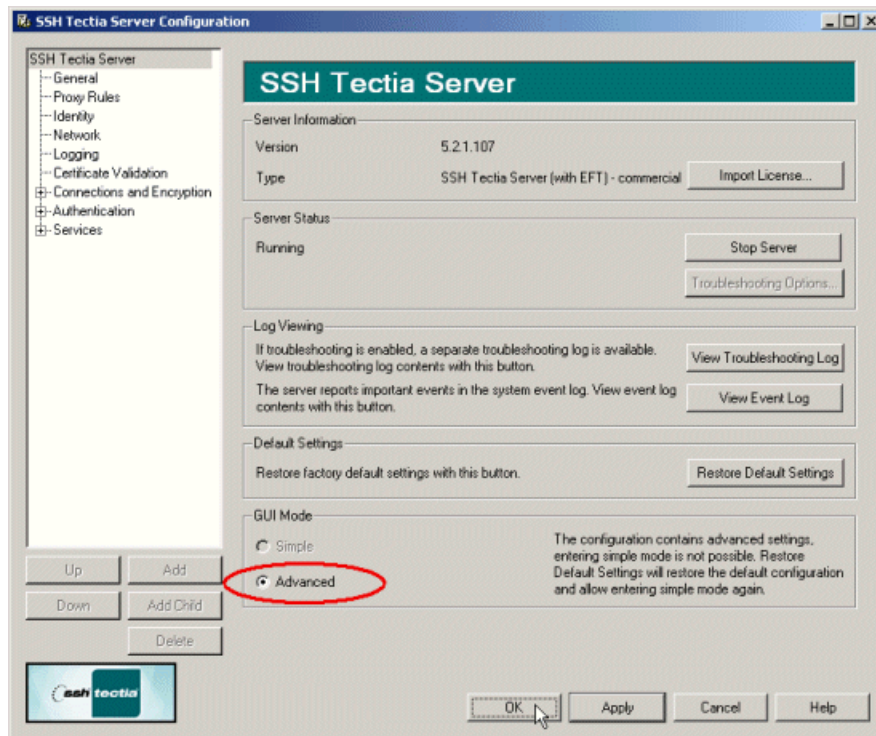 SSH Tectia Server Configuration
SSH Tectia Server
General
Proxy Rules
Identity
Network
Logging
Certificate Validation
Connections and Encryption
Authentication
Services
Up
Add
Down
Add Child
Delete
ssh tectia
SSH Tectia Server
Server Information
Version 5.2.1.107
Type SSH Tectia Server (with EFT) - commercial Import License...
Server Status
Running Stop Server
Troubleshooting Options...
Log Viewing
If troubleshooting is enabled, a separate troubleshooting log is available.
View troubleshooting log contents with this button.
View Troubleshooting Log
The server reports important events in the system event log. View event log
contents with this button.
View Event Log
Default Settings
Restore factory default settings with this button. Restore Default Settings
GUI Mode
Simple
Advanced
The configuration contains advanced settings,
entering simple mode is not possible. Restore
Default Settings will restore the default configuration
and allow entering simple mode again.
OK Apply Cancel Help